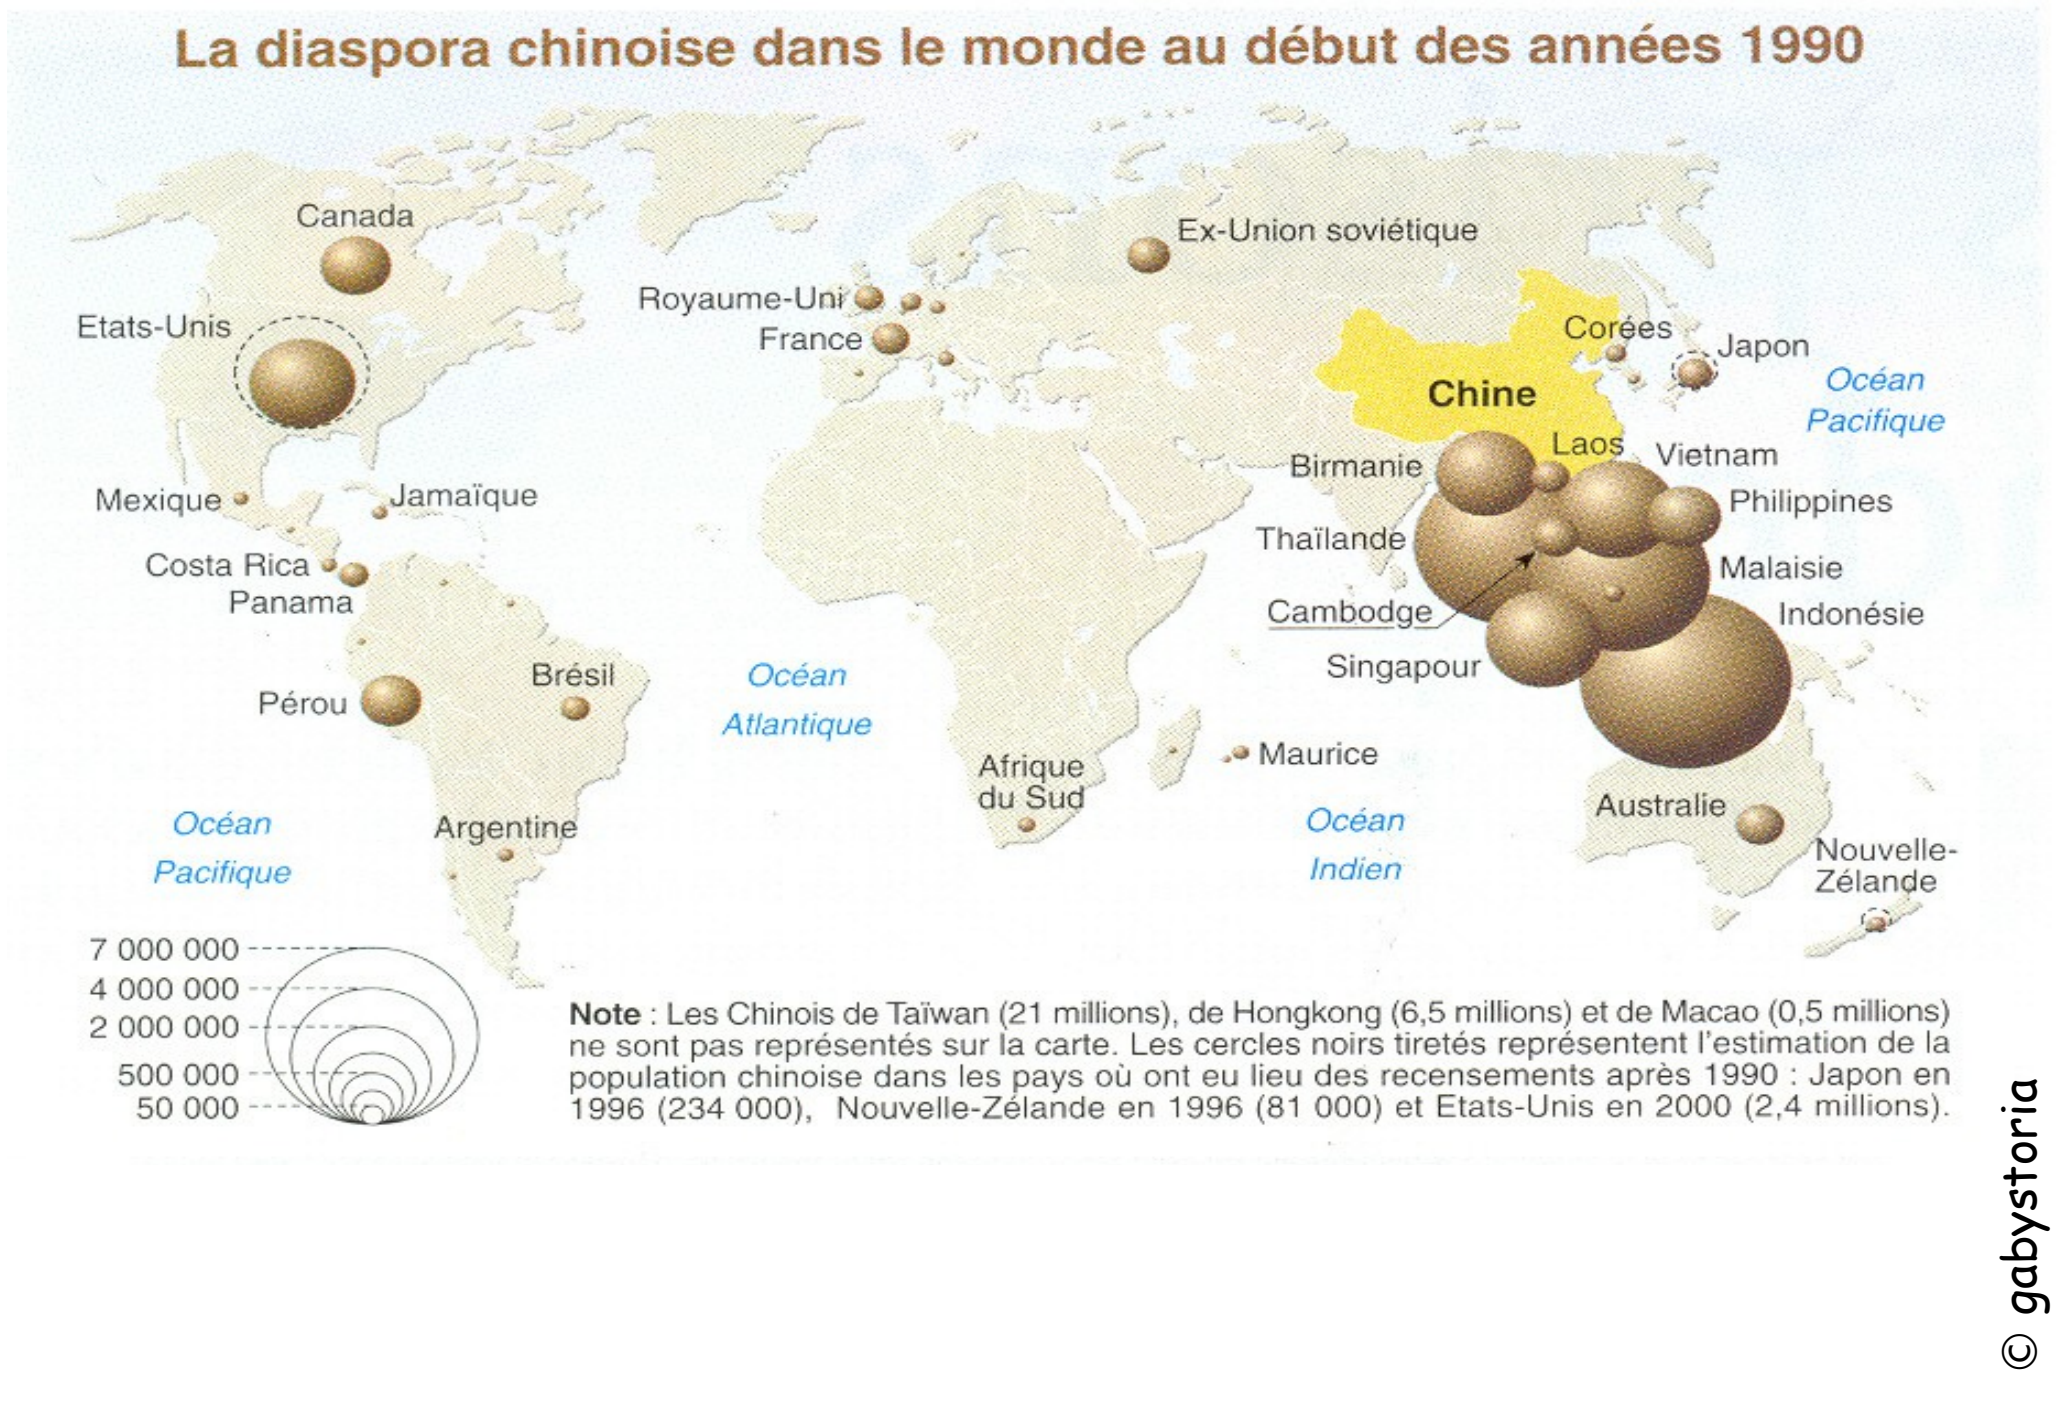 La diaspora chinoise dans le monde au début des années 1990
Canada
Ex-Union soviétique
Etats-Unis
Royaume-Uni
France
Corées
Japon
Océan
Pacifique
Chine
Laos
Birmanie
Vietnam
Mexique
Jamaïque
Philippines
Thaïlande
Costa Rica
Panama
Malaisie
Cambodge
Indonésie
Singapour
Pérou
Brésil
Océan
Atlantique
Afrique
du Sud
Maurice
Océan
Pacifique
Argentine
Océan
Indien
Australie
Nouvelle-
Zélande
7 000 000
4 000 000
2 000 000
500 000
50 000
Note : Les Chinois de Taïwan (21 millions), de Hongkong (6,5 millions) et de Macao (0,5 millions)
ne sont pas représentés sur la carte. Les cercles noirs tiretés représentent l'estimation de la
population chinoise dans les pays où ont eu lieu des recensements après 1990 : Japon en
1996 (234 000), Nouvelle-Zélande en 1996 (81 000) et Etats-Unis en 2000 (2,4 millions).
© gabystoria